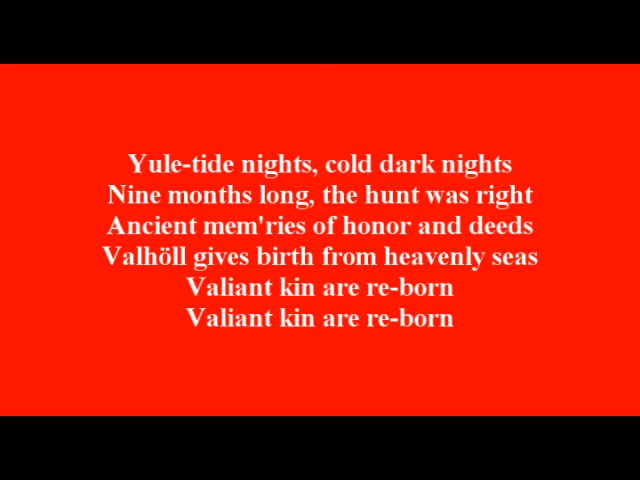 Yule-tide nights, cold dark nights
Nine months long, the hunt was right
Ancient mem'ries of honor and deeds
Valhöll gives birth from heavenly seas
Valiant kin are re-born
Valiant kin are re-born